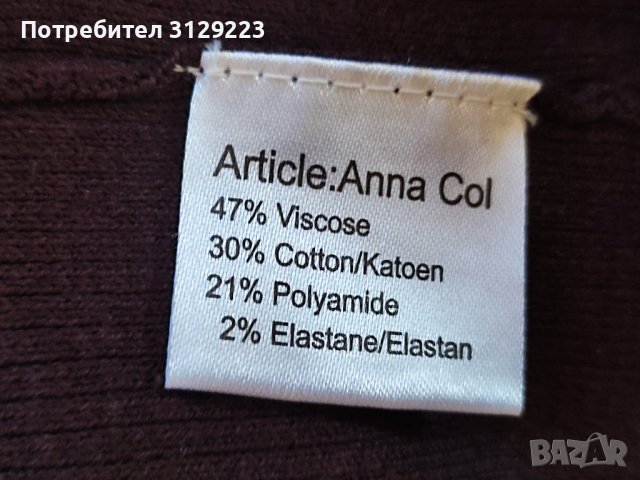 Потребител 3129223
Article:Anna Col
47% Viscose
30% Cotton/Katoen
21% Polyamide
2% Elastane/Elastan
BAZAR